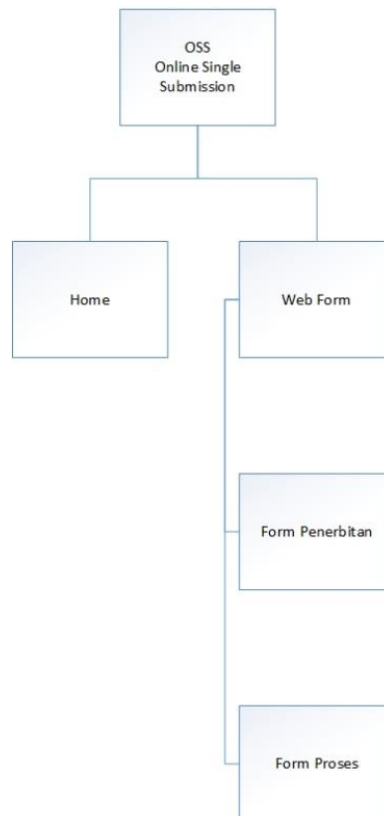 OSS
Online Single
Submission
Home
Web Form
Form Penerbitan
Form Proses